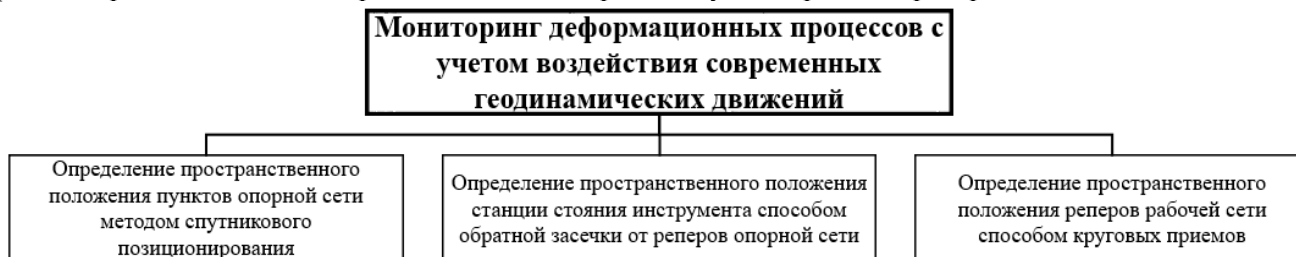 Мониторинг деформационных процессов с
учетом воздействия современных
геодинамических движений
Определение пространственного
положения пунктов опорной сети
методом спутникового
позиционирования
Определение пространственного положения
станции стояния инструмента способом
обратной засечки от реперов опорной сети
Определение пространственного
положения реперов рабочей сети
способом круговых приемов